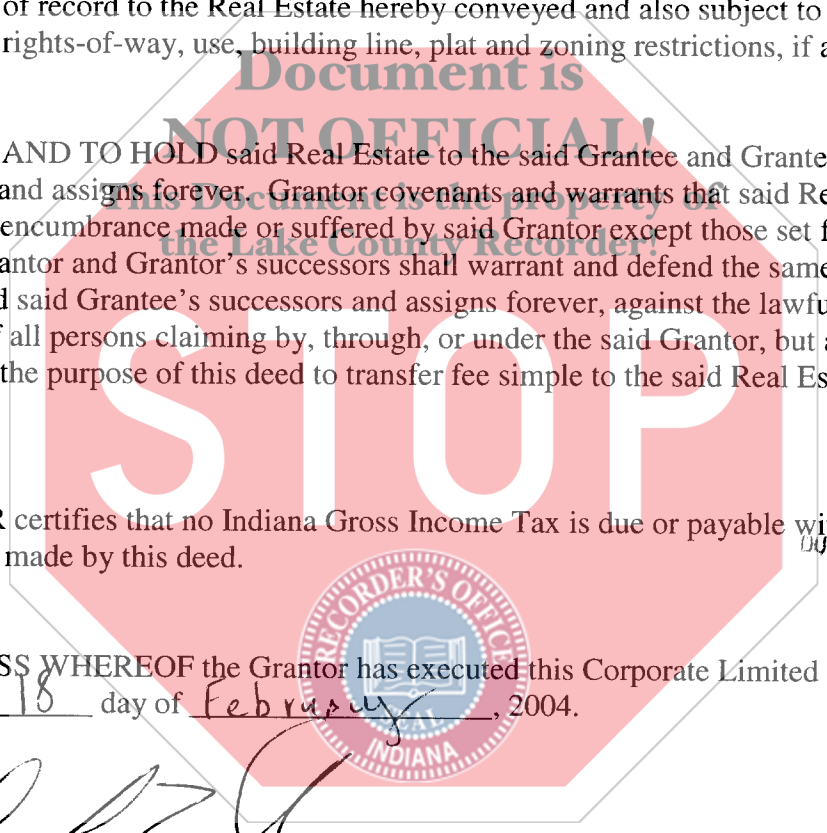 of record to the Real Estate hereby conveyed and also subject to
rights-of-way, use, building line, plat and zoning restrictions, if a
Document is
NOT OFFICIAL!
AND TO HOLD said Real Estate to the said Grantee and Grante
This Document is the property of
and assigns forever. Grantor covenants and warrants that said Re
encumbrance made or suffered by said Grantor except those set f
the Lake County Recorder!
antor and Grantor's successors shall warrant and defend the same
d said Grantee's successors and assigns forever, against the lawfu
f all persons claiming by, through, or under the said Grantor, but a
the purpose of this deed to transfer fee simple to the said Real Es
STOP
R certifies that no Indiana Gross Income Tax is due or payable wi
made by this deed.
RECORDER'S OFFICE
SS WHEREOF the Grantor has executed this Corporate Limited
18 day of February, 2004.
SEAL
INDIANA